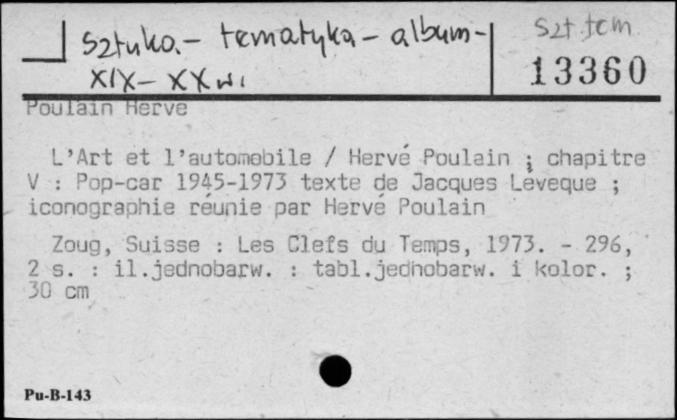 Sztuka - tematyka - album -
XIX - XX w.
Szt tem
13360
Poulain Hervé
L'Art et l'automobile / Hervé Poulain ; chapitre
V : Pop-car 1945-1973 texte de Jacques Léveque ;
iconographie réunie par Hervé Poulain
Zoug, Suisse : Les Clefs du Temps, 1973. - 296,
2 s. : il.jednobarw. : tabl.jednobarw. i kolor. ;
30 cm
Pu-B-143